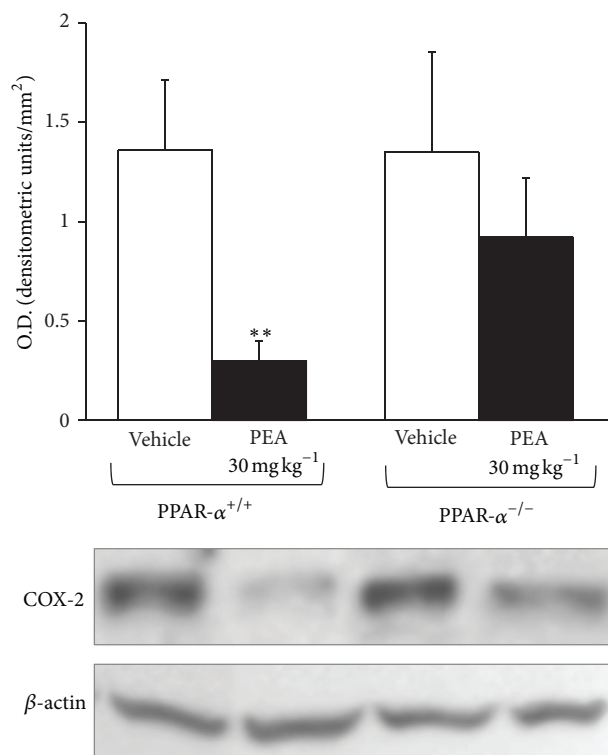 2
1.5
1
0.5
0
O.D. (densitometric units/mm²)
**
Vehicle PEA Vehicle PEA
30 mg kg⁻¹ 30 mg kg⁻¹
PPAR-α⁺/⁺ PPAR-α⁻/⁻
COX-2
β-actin